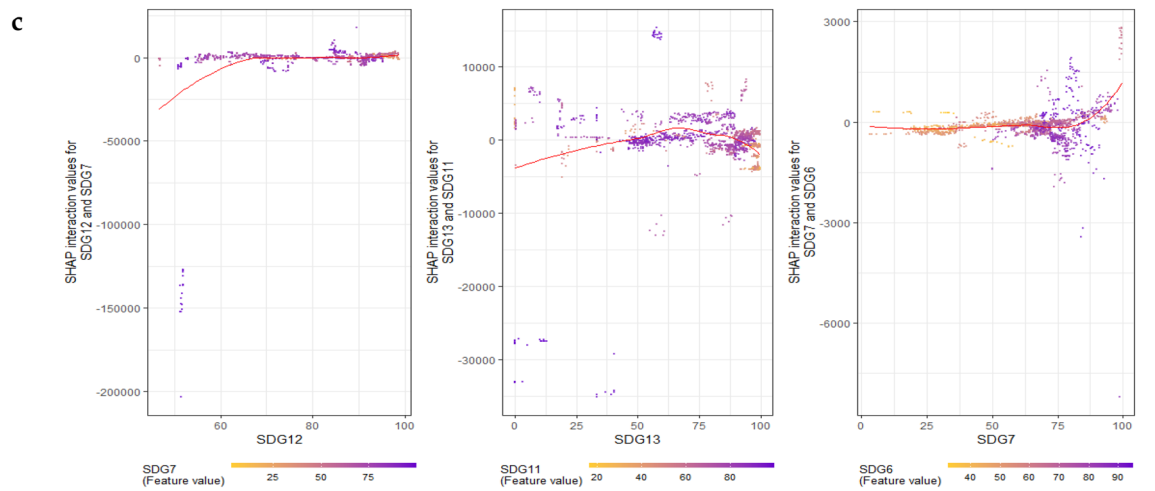 c
SHAP interaction values for
SDG12 and SDG7
0
-50000
-100000
-150000
-200000
60 80 100
SDG12
SDG7
(Feature value)
25 50 75
SHAP interaction values for
SDG13 and SDG11
10000
0
-10000
-20000
-30000
0 25 50 75 100
SDG13
SDG11
(Feature value)
20 40 60 80
SHAP interaction values for
SDG7 and SDG6
3000
0
-3000
-6000
0 25 50 75 100
SDG7
SDG6
(Feature value)
40 50 60 70 80 90